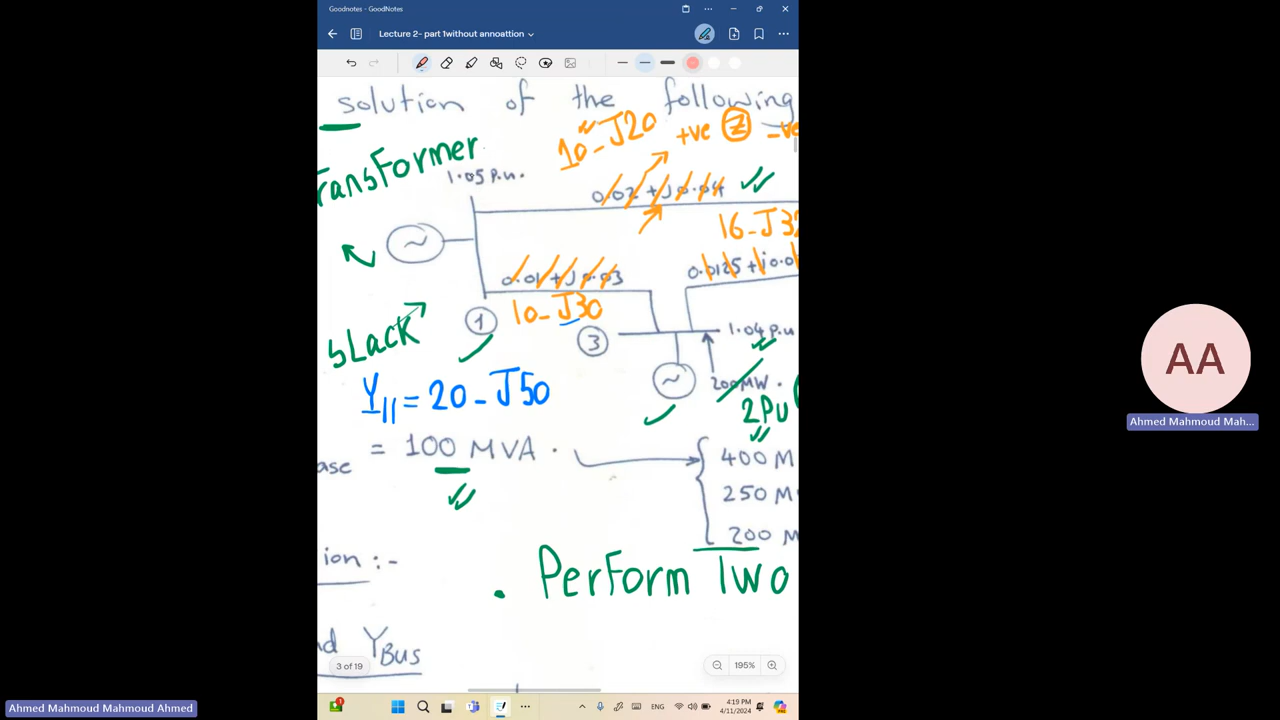 Goodnotes - GoodNotes
Lecture 2- part 1without annoattion
solution of the following
10-J20 +ve Z -ve
TransFormer
1.05 P.u.
0.02 + J0.04
16-J32
0.01 + J0.03
0.0125 + j0.0
10-J30
1
3
1.04 P.u
sLack
200MW.
2Pu
Y11 = 20-J50
ase = 100 MVA.
400 M
250 M
200 M
ion :-
. PerForm Two
nd YBUS
3 of 19
195%
AA
Ahmed Mahmoud Mah...
Ahmed Mahmoud Mahmoud Ahmed
ENG
4:19 PM
4/11/2024